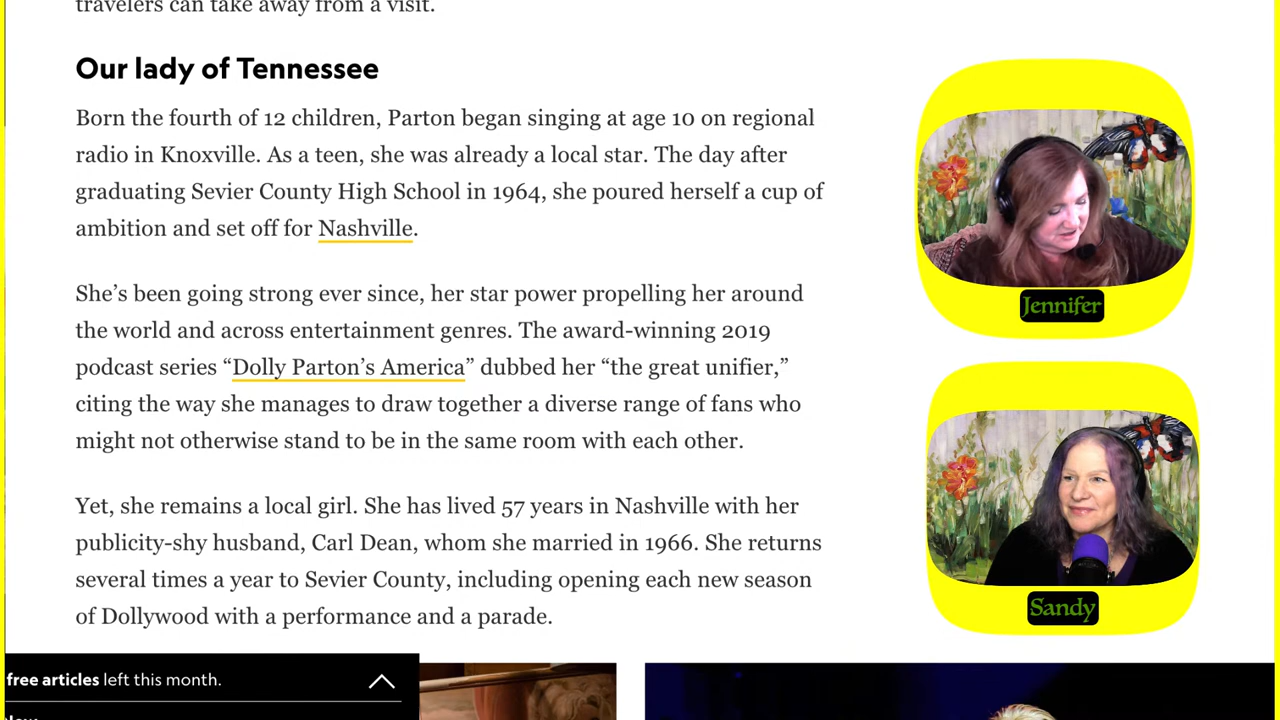 travelers can take away from a visit.
Our lady of Tennessee
Born the fourth of 12 children, Parton began singing at age 10 on regional
radio in Knoxville. As a teen, she was already a local star. The day after
graduating Sevier County High School in 1964, she poured herself a cup of
ambition and set off for Nashville.
She’s been going strong ever since, her star power propelling her around
the world and across entertainment genres. The award-winning 2019
podcast series “Dolly Parton’s America” dubbed her “the great unifier,”
citing the way she manages to draw together a diverse range of fans who
might not otherwise stand to be in the same room with each other.
Yet, she remains a local girl. She has lived 57 years in Nashville with her
publicity-shy husband, Carl Dean, whom she married in 1966. She returns
several times a year to Sevier County, including opening each new season
of Dollywood with a performance and a parade.
free articles left this month.
Jennifer
Sandy